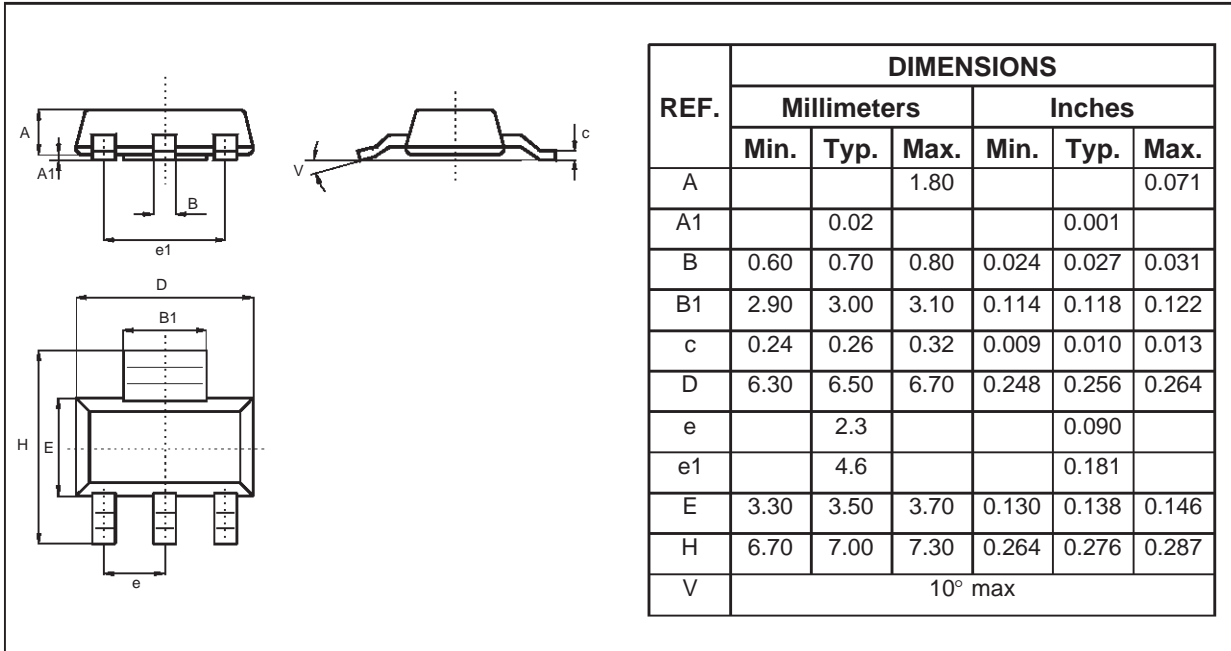 A
A1
B
e1
V
c
D
B1
H
E
e
REF. DIMENSIONS
Millimeters Inches
Min. Typ. Max. Min. Typ. Max.
A 1.80 0.071
A1 0.02 0.001
B 0.60 0.70 0.80 0.024 0.027 0.031
B1 2.90 3.00 3.10 0.114 0.118 0.122
c 0.24 0.26 0.32 0.009 0.010 0.013
D 6.30 6.50 6.70 0.248 0.256 0.264
e 2.3 0.090
e1 4.6 0.181
E 3.30 3.50 3.70 0.130 0.138 0.146
H 6.70 7.00 7.30 0.264 0.276 0.287
V 10° max